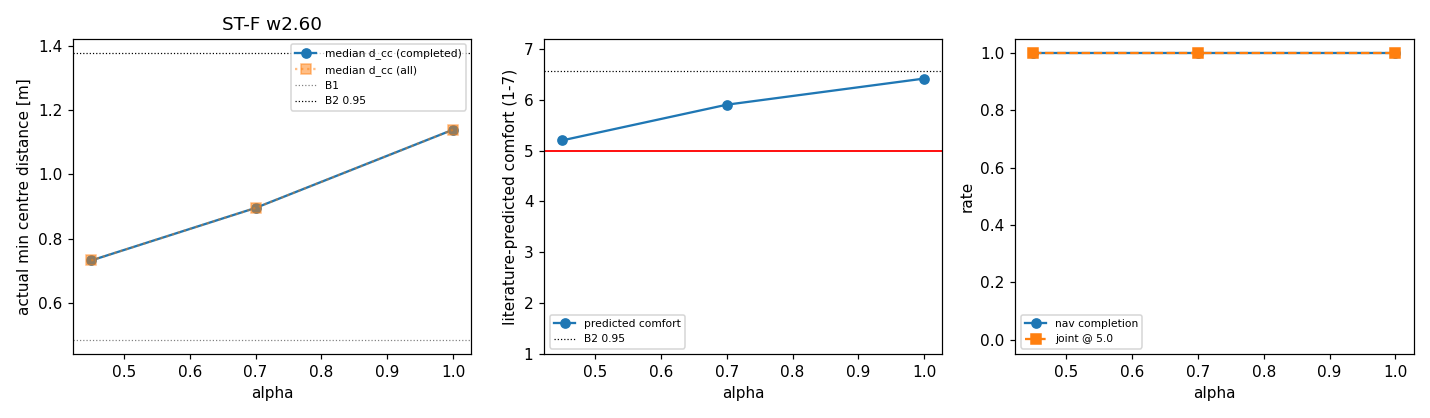 ST-F w2.60
actual min centre distance [m]
1.4
1.2
1.0
0.8
0.6
median d_cc (completed)
median d_cc (all)
B1
B2 0.95
0.5 0.6 0.7 0.8 0.9 1.0
alpha
literature-predicted comfort (1-7)
7
6
5
4
3
2
1
predicted comfort
B2 0.95
0.5 0.6 0.7 0.8 0.9 1.0
alpha
rate
1.0
0.8
0.6
0.4
0.2
0.0
nav completion
joint @ 5.0
0.5 0.6 0.7 0.8 0.9 1.0
alpha